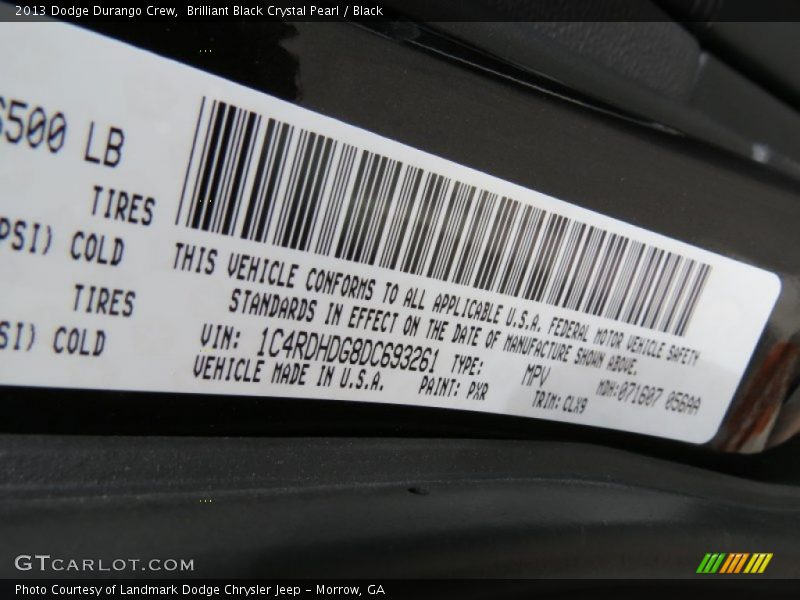 2013 Dodge Durango Crew,  Brilliant Black Crystal Pearl / Black
500 LB
TIRES
PSI) COLD
TIRES
SI) COLD
THIS VEHICLE CONFORMS TO ALL APPLICABLE U.S.A. FEDERAL MOTOR VEHICLE SAFETY
STANDARDS IN EFFECT ON THE DATE OF MANUFACTURE SHOWN ABOVE.
VIN: 1C4RDHDG8DC693261 TYPE: MPV MDH:071607 056AA
VEHICLE MADE IN U.S.A. PAINT: PXR TRIM:CLX9
GTCARLOT.COM
Photo Courtesy of Landmark Dodge Chrysler Jeep - Morrow, GA